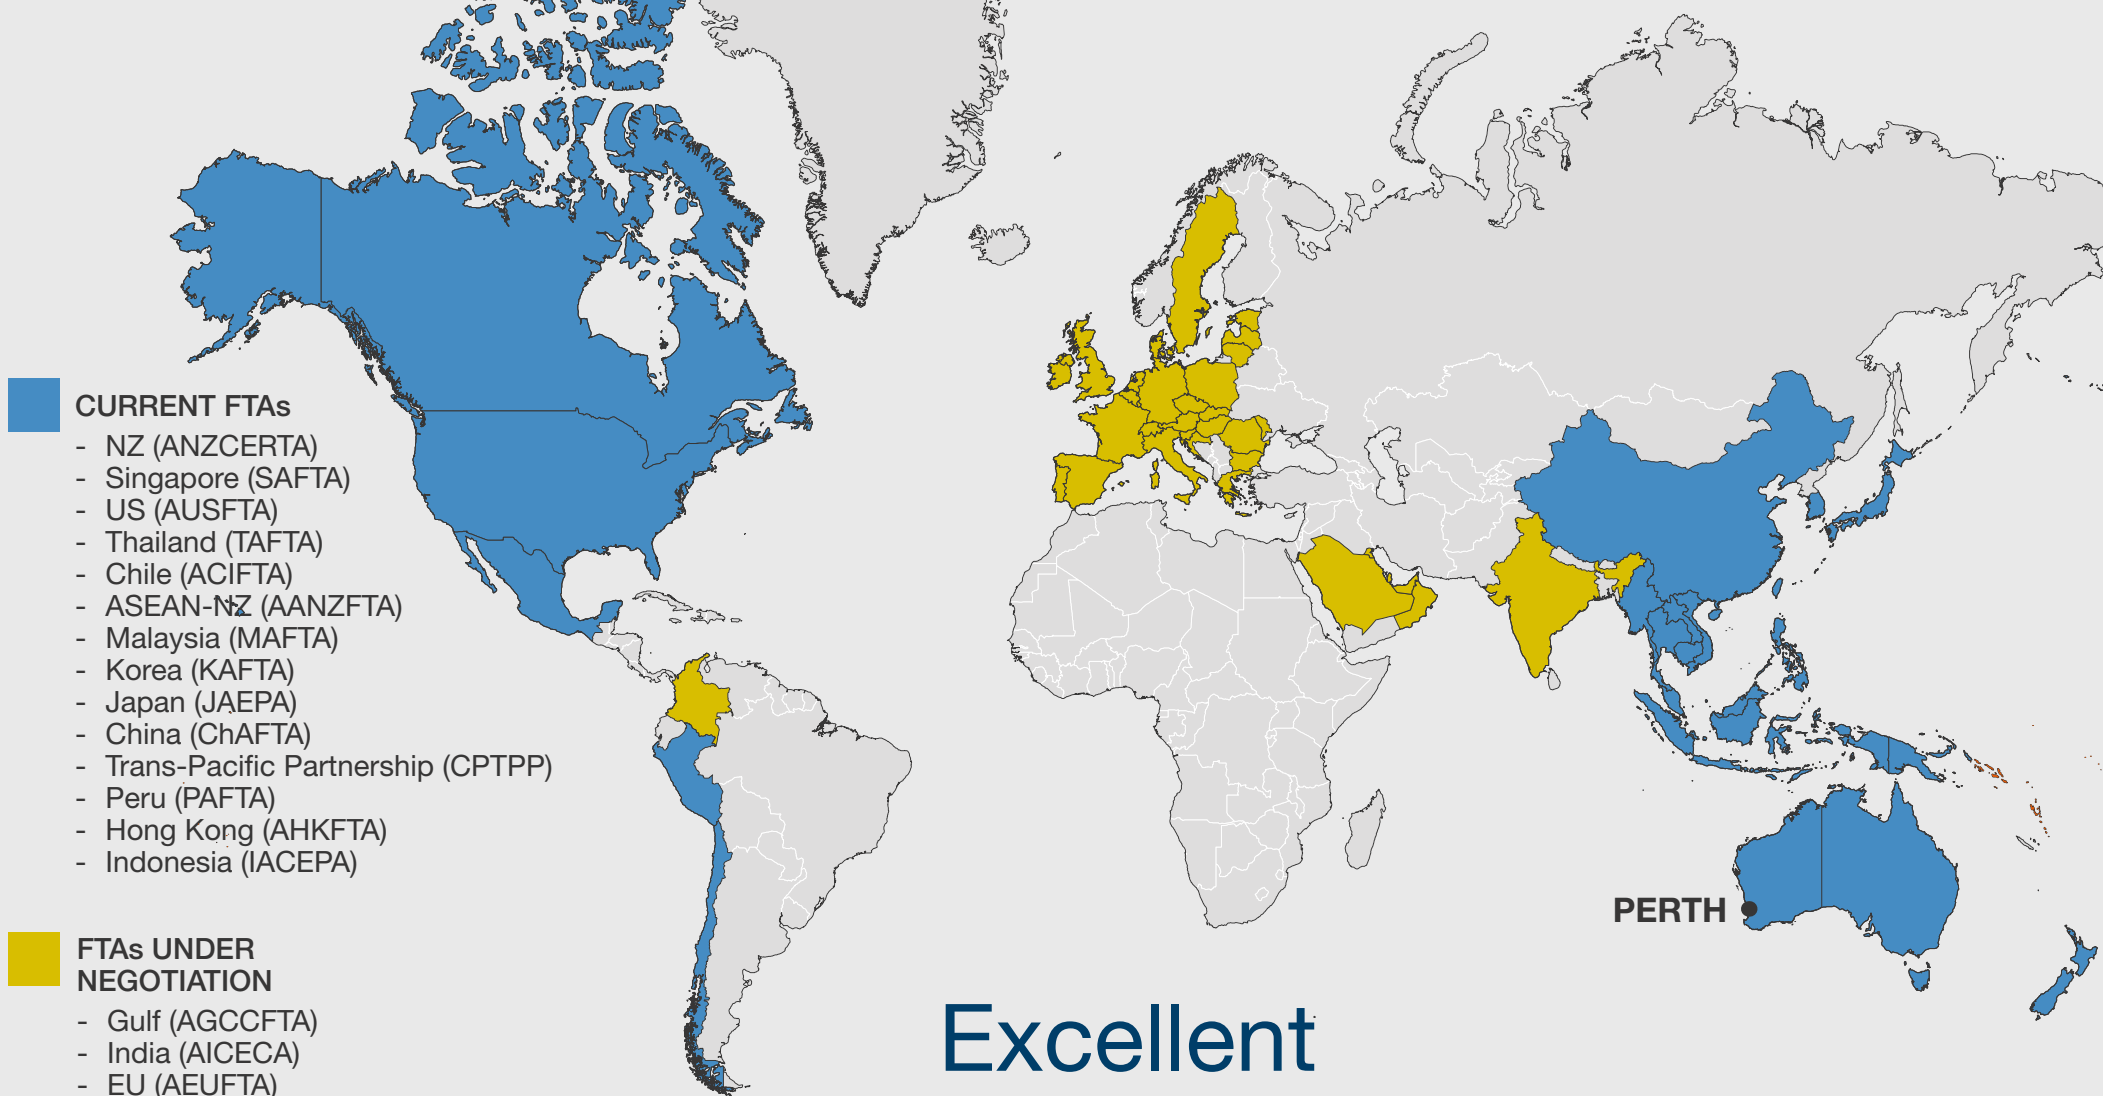 CURRENT FTAs
- NZ (ANZCERTA)
- Singapore (SAFTA)
- US (AUSFTA)
- Thailand (TAFTA)
- Chile (ACIFTA)
- ASEAN-NZ (AANZFTA)
- Malaysia (MAFTA)
- Korea (KAFTA)
- Japan (JAEPA)
- China (ChAFTA)
- Trans-Pacific Partnership (CPTPP)
- Peru (PAFTA)
- Hong Kong (AHKFTA)
- Indonesia (IACEPA)
FTAs UNDER
NEGOTIATION
- Gulf (AGCCFTA)
- India (AICECA)
- EU (AEUFTA)
PERTH
Excellent